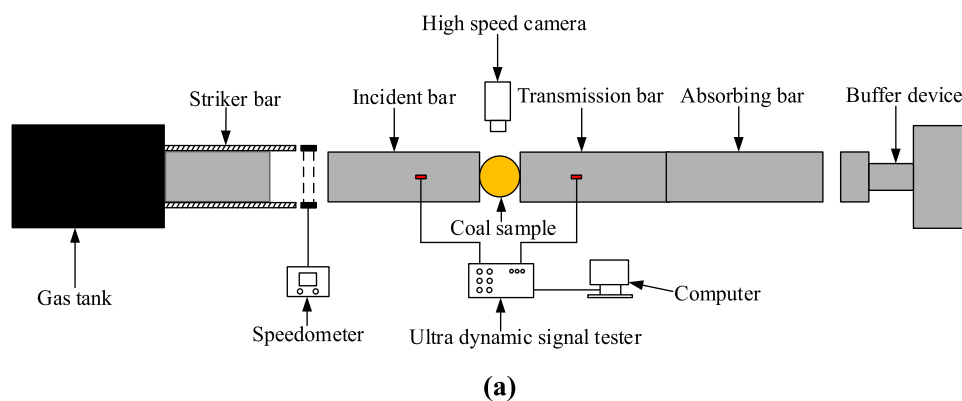 High speed camera
Striker bar
Incident bar
Transmission bar
Absorbing bar
Buffer device
Coal sample
Gas tank
Speedometer
Ultra dynamic signal tester
Computer
(a)